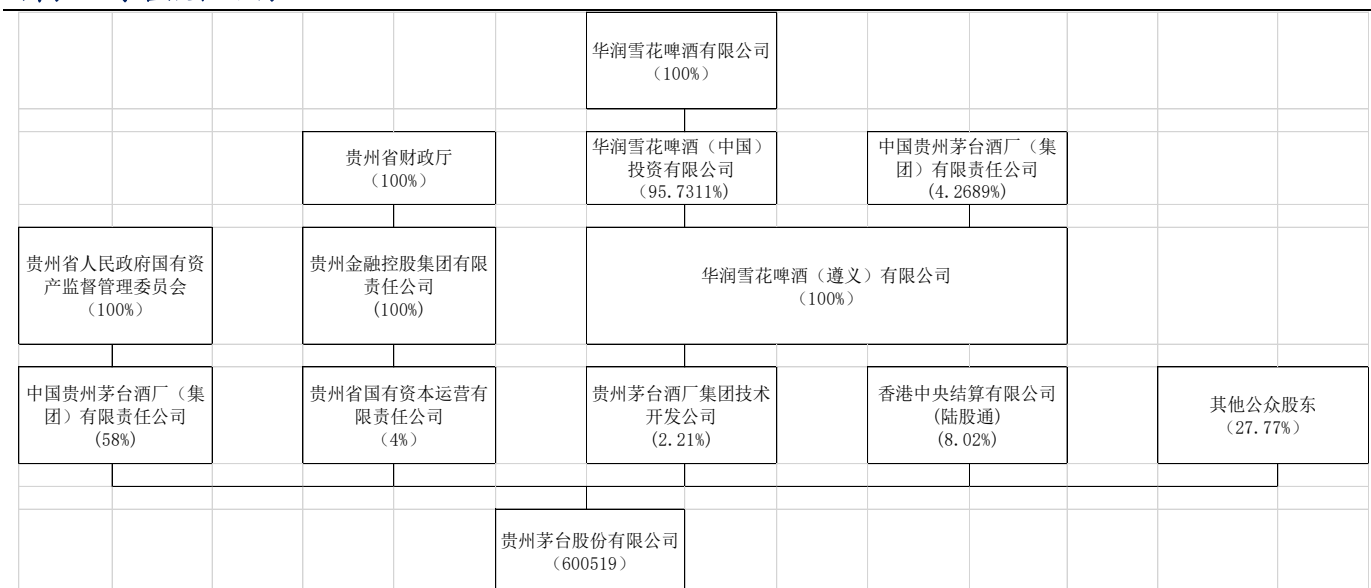 华润雪花啤酒有限公司
（100%）
贵州省财政厅
（100%）
华润雪花啤酒（中国）
投资有限公司
（95.7311%)
中国贵州茅台酒厂（集
团）有限责任公司
(4.2689%)
贵州省人民政府国有资
产监督管理委员会
（100%）
贵州金融控股集团有限
责任公司
(100%)
华润雪花啤酒（遵义）有限公司
（100%）
中国贵州茅台酒厂（集
团）有限责任公司
(58%)
贵州省国有资本运营有
限责任公司
（4%）
贵州茅台酒厂集团技术
开发公司
(2.21%)
香港中央结算有限公司
(陆股通)
(8.02%)
其他公众股东
（27.77%）
贵州茅台股份有限公司
（600519）